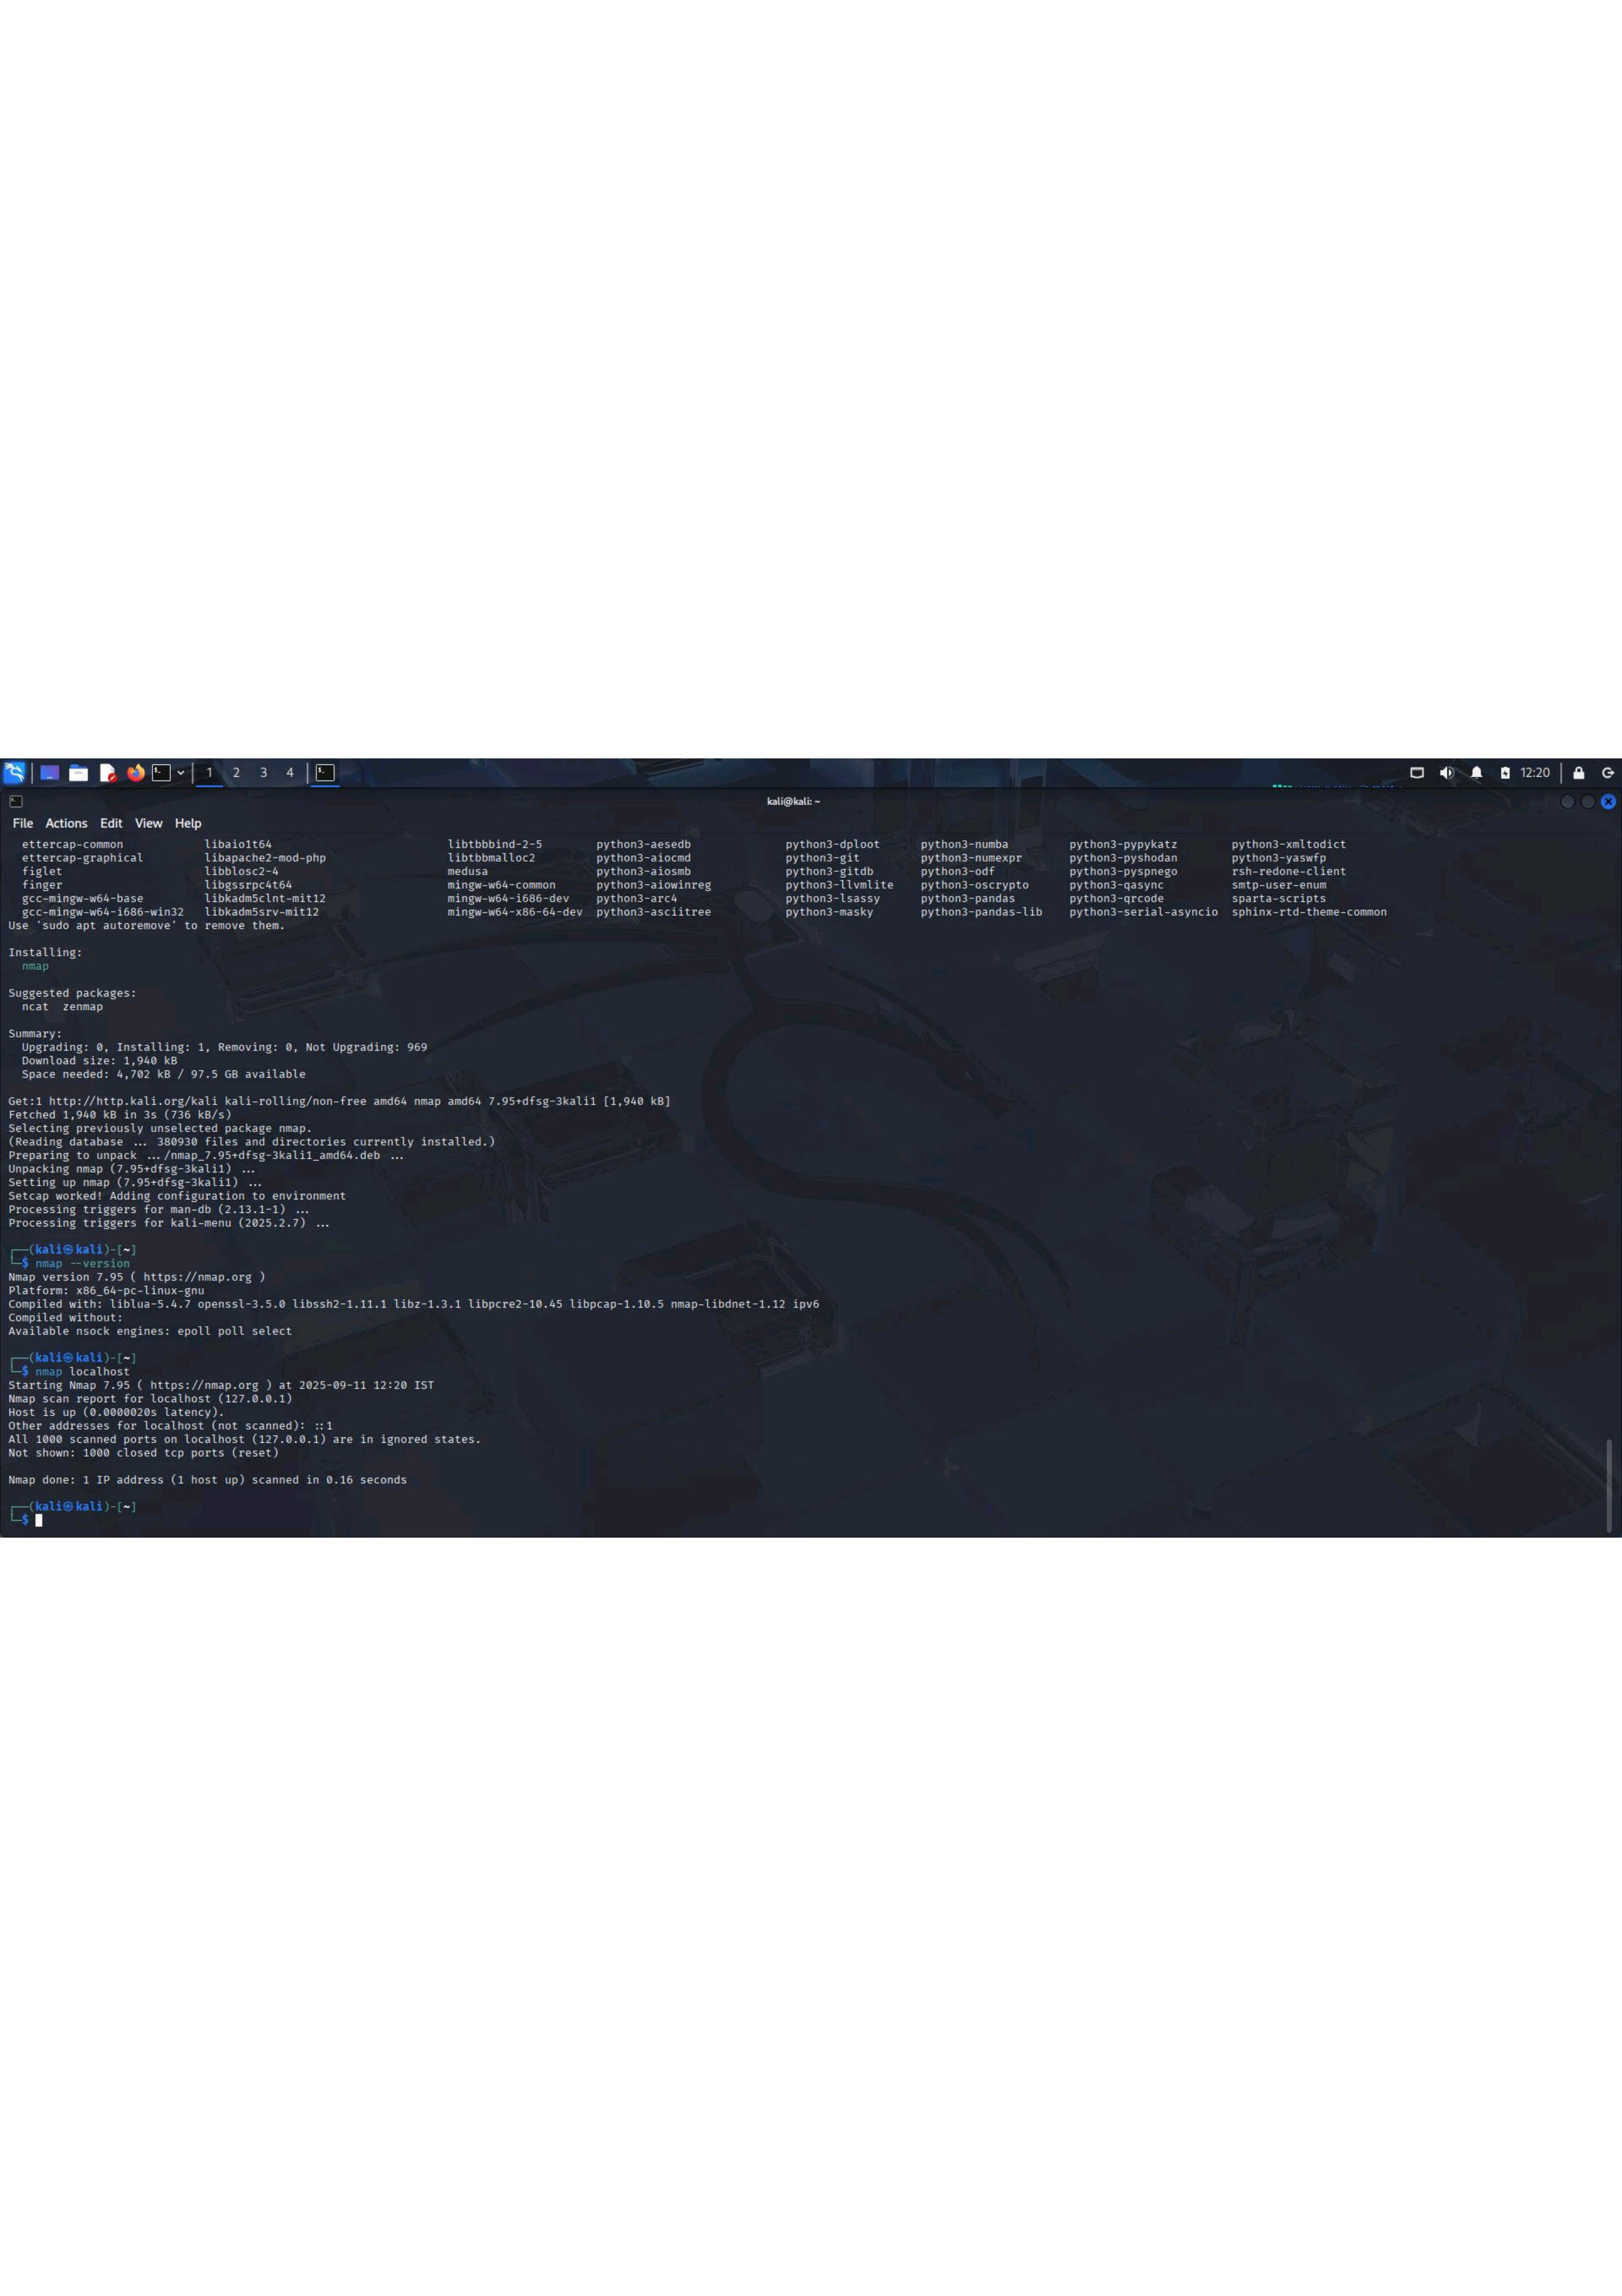 1 2 3 4 12:20
kali@kali: ~
File Actions Edit View Help
ettercap-common libaio1t64 libtbbbind-2-5 python3-aesedb python3-dploot python3-numba python3-pypykatz python3-xmltodict
ettercap-graphical libapache2-mod-php libtbbmalloc2 python3-aiocmd python3-git python3-numexpr python3-pyshodan python3-yaswfp
figlet libblosc2-4 medusa python3-aiosmb python3-gitdb python3-odf python3-pyspnego rsh-redone-client
finger libgssrpc4t64 mingw-w64-common python3-aiowinreg python3-llvmlite python3-oscrypto python3-qasync smtp-user-enum
gcc-mingw-w64-base libkadm5clnt-mit12 mingw-w64-i686-dev python3-arc4 python3-lsassy python3-pandas python3-qrcode sparta-scripts
gcc-mingw-w64-i686-win32 libkadm5srv-mit12 mingw-w64-x86-64-dev python3-asciitree python3-masky python3-pandas-lib python3-serial-asyncio sphinx-rtd-theme-common
Use 'sudo apt autoremove' to remove them.
Installing:
nmap
Suggested packages:
ncat zenmap
Summary:
Upgrading: 0, Installing: 1, Removing: 0, Not Upgrading: 969
Download size: 1,940 kB
Space needed: 4,702 kB / 97.5 GB available
Get:1 http://http.kali.org/kali kali-rolling/non-free amd64 nmap amd64 7.95+dfsg-3kali1 [1,940 kB]
Fetched 1,940 kB in 3s (736 kB/s)
Selecting previously unselected package nmap.
(Reading database ... 380930 files and directories currently installed.)
Preparing to unpack .../nmap_7.95+dfsg-3kali1_amd64.deb ...
Unpacking nmap (7.95+dfsg-3kali1) ...
Setting up nmap (7.95+dfsg-3kali1) ...
Setcap worked! Adding configuration to environment
Processing triggers for man-db (2.13.1-1) ...
Processing triggers for kali-menu (2025.2.7) ...
┌──(kali㉿kali)-[~]
└─$ nmap --version
Nmap version 7.95 ( https://nmap.org )
Platform: x86_64-pc-linux-gnu
Compiled with: liblua-5.4.7 openssl-3.5.0 libssh2-1.11.1 libz-1.3.1 libpcre2-10.45 libpcap-1.10.5 nmap-libdnet-1.12 ipv6
Compiled without:
Available nsock engines: epoll poll select
┌──(kali㉿kali)-[~]
└─$ nmap localhost
Starting Nmap 7.95 ( https://nmap.org ) at 2025-09-11 12:20 IST
Nmap scan report for localhost (127.0.0.1)
Host is up (0.0000020s latency).
Other addresses for localhost (not scanned): ::1
All 1000 scanned ports on localhost (127.0.0.1) are in ignored states.
Not shown: 1000 closed tcp ports (reset)
Nmap done: 1 IP address (1 host up) scanned in 0.16 seconds
┌──(kali㉿kali)-[~]
└─$